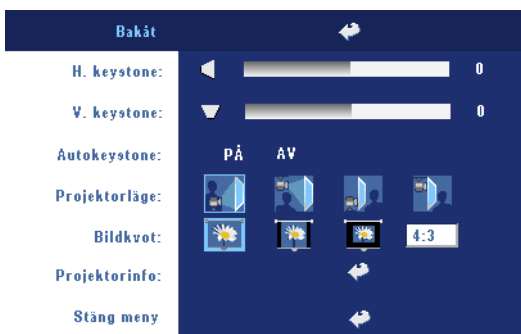 Bakåt
H. keystone: 0
V. keystone: 0
Autokeystone: PÅ AV
Projektorläge:
Bildkvot: 4:3
Projektorinfo:
Stäng meny